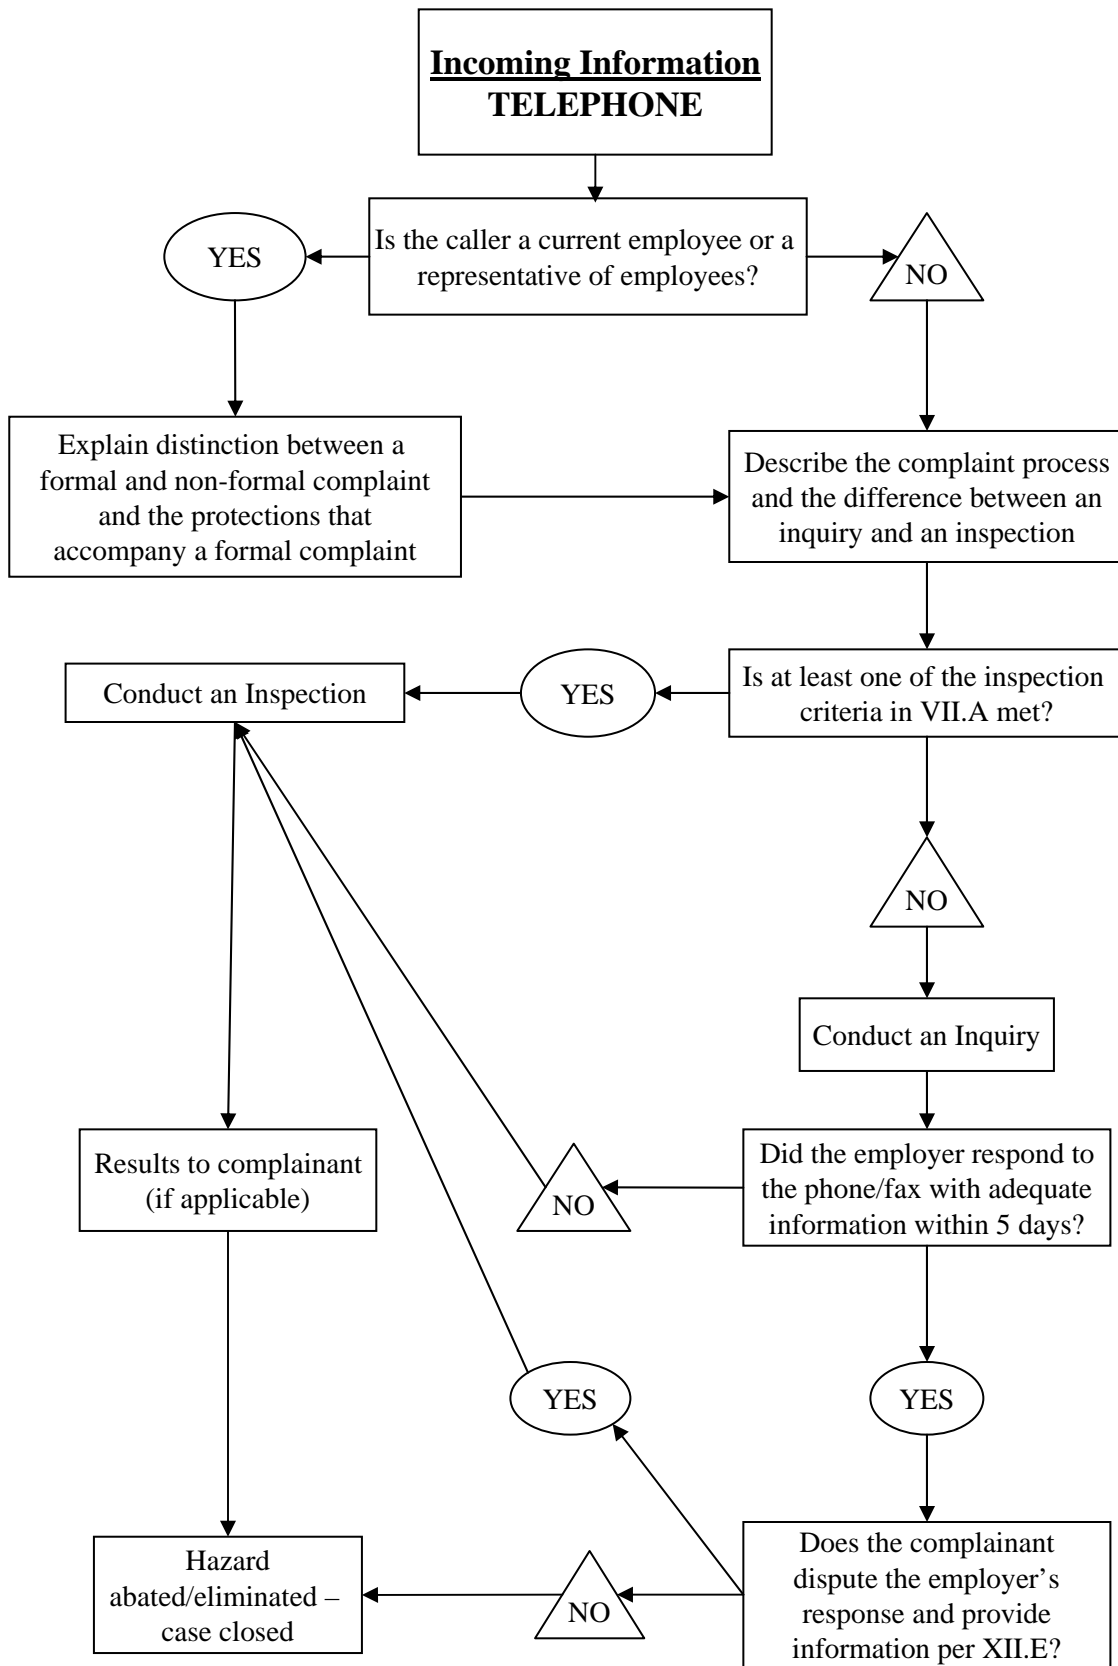 Incoming Information
TELEPHONE
Is the caller a current employee or a
representative of employees?
YES
NO
Explain distinction between a
formal and non-formal complaint
and the protections that
accompany a formal complaint
Describe the complaint process
and the difference between an
inquiry and an inspection
Conduct an Inspection
YES
Is at least one of the inspection
criteria in VII.A met?
NO
Conduct an Inquiry
Results to complainant
(if applicable)
NO
Did the employer respond to
the phone/fax with adequate
information within 5 days?
YES
YES
Hazard
abated/eliminated –
case closed
NO
Does the complainant
dispute the employer’s
response and provide
information per XII.E?